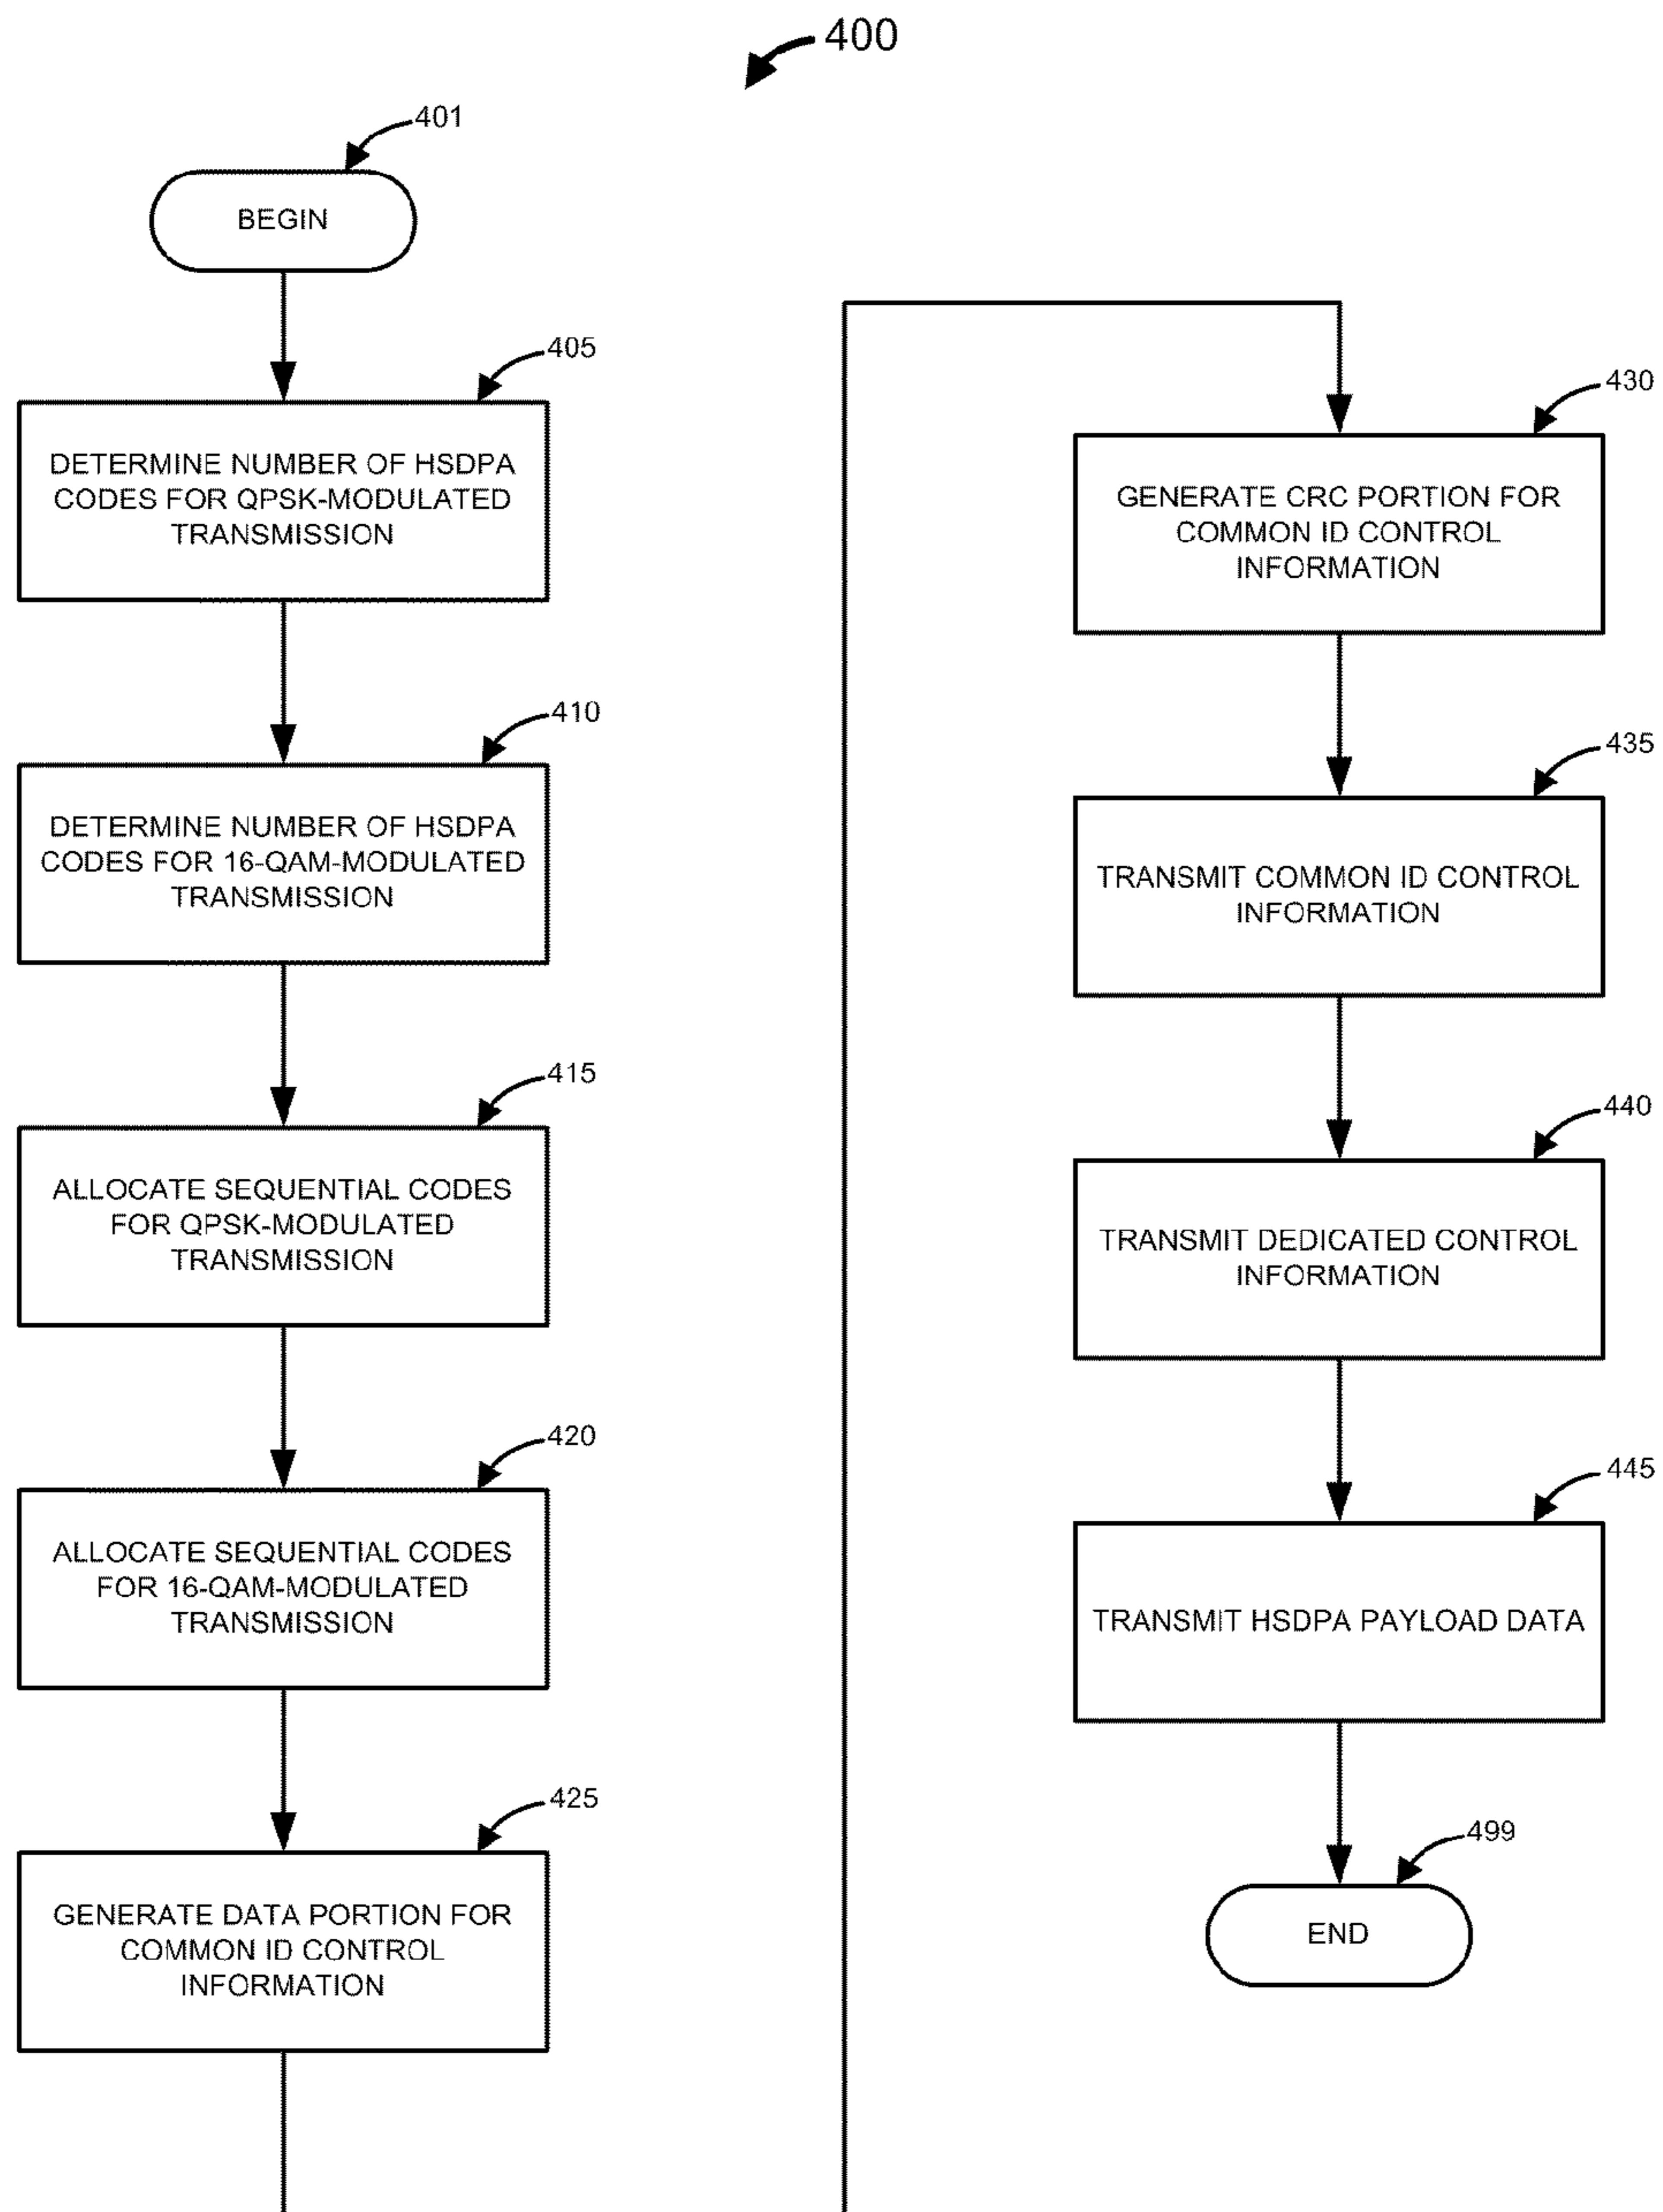 400
401
BEGIN
405
DETERMINE NUMBER OF HSDPA
CODES FOR QPSK-MODULATED
TRANSMISSION
410
DETERMINE NUMBER OF HSDPA
CODES FOR 16-QAM-MODULATED
TRANSMISSION
415
ALLOCATE SEQUENTIAL CODES
FOR QPSK-MODULATED
TRANSMISSION
420
ALLOCATE SEQUENTIAL CODES
FOR 16-QAM-MODULATED
TRANSMISSION
425
GENERATE DATA PORTION FOR
COMMON ID CONTROL
INFORMATION
430
GENERATE CRC PORTION FOR
COMMON ID CONTROL
INFORMATION
435
TRANSMIT COMMON ID CONTROL
INFORMATION
440
TRANSMIT DEDICATED CONTROL
INFORMATION
445
TRANSMIT HSDPA PAYLOAD DATA
499
END